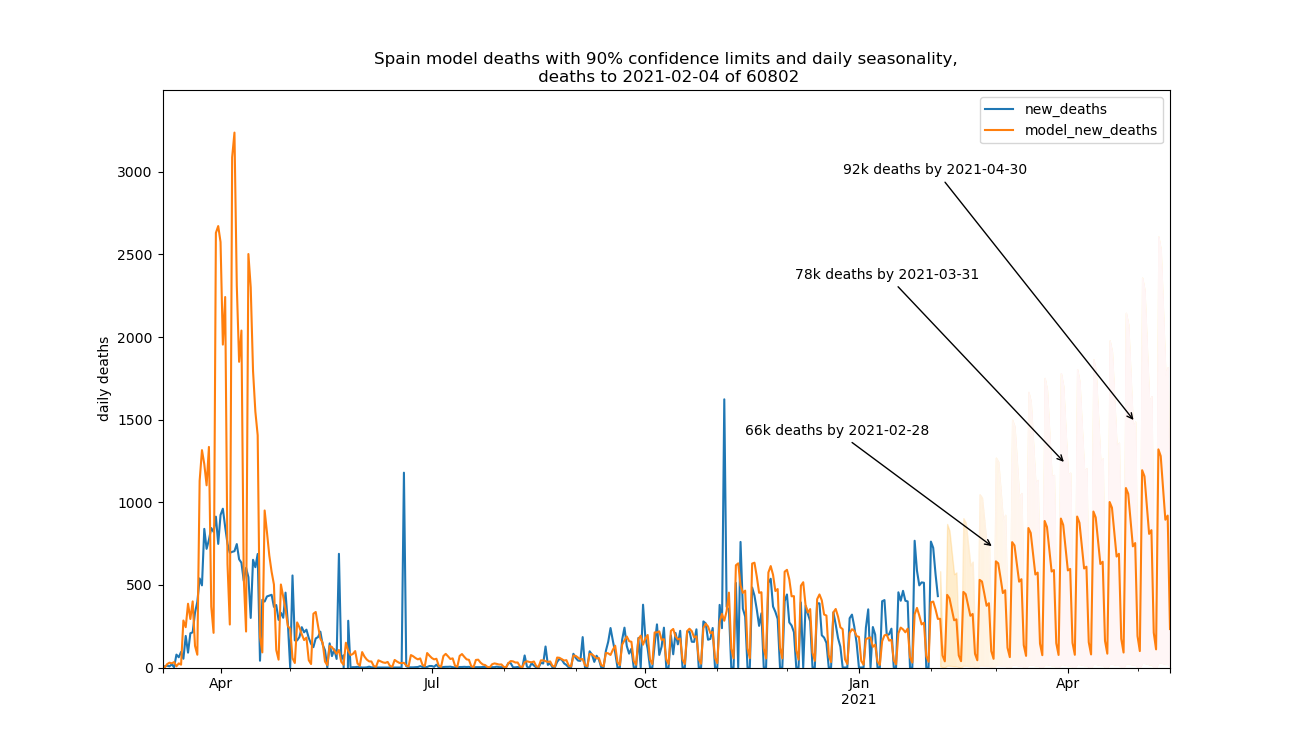 Spain model deaths with 90% confidence limits and daily seasonality,
deaths to 2021-02-04 of 60802
new_deaths
model_new_deaths
92k deaths by 2021-04-30
78k deaths by 2021-03-31
66k deaths by 2021-02-28
daily deaths
3000
2500
2000
1500
1000
500
0
Apr
Jul
Oct
Jan
2021
Apr